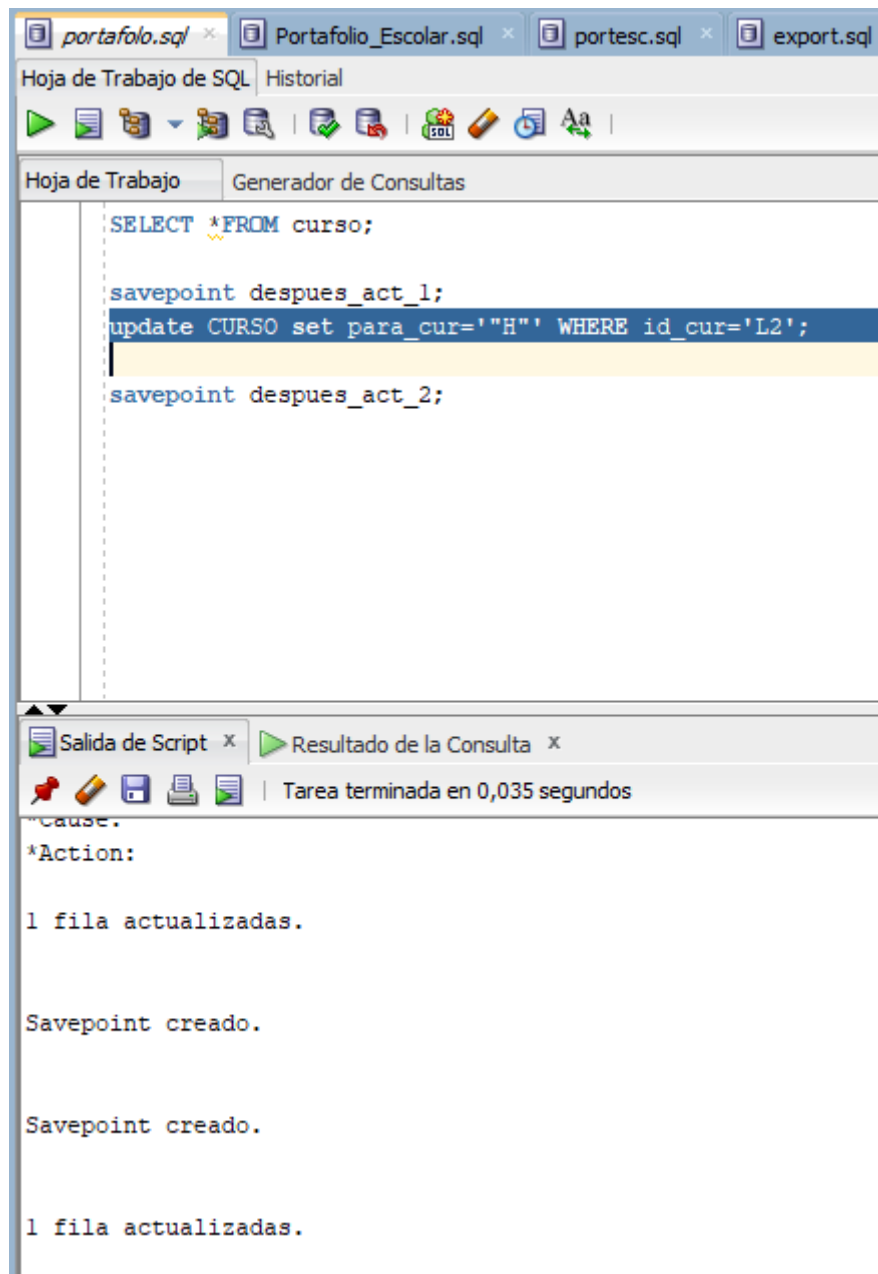 portafolo.sql × Portafolio_Escolar.sql × portesc.sql × export.sql
Hoja de Trabajo de SQL Historial
Hoja de Trabajo Generador de Consultas
SELECT *FROM curso;
savepoint despues_act_1;
update CURSO set para_cur='"H"' WHERE id_cur='L2';
savepoint despues_act_2;
Salida de Script x Resultado de la Consulta x
Tarea terminada en 0,035 segundos
*Cause:
*Action:
1 fila actualizadas.
Savepoint creado.
Savepoint creado.
1 fila actualizadas.